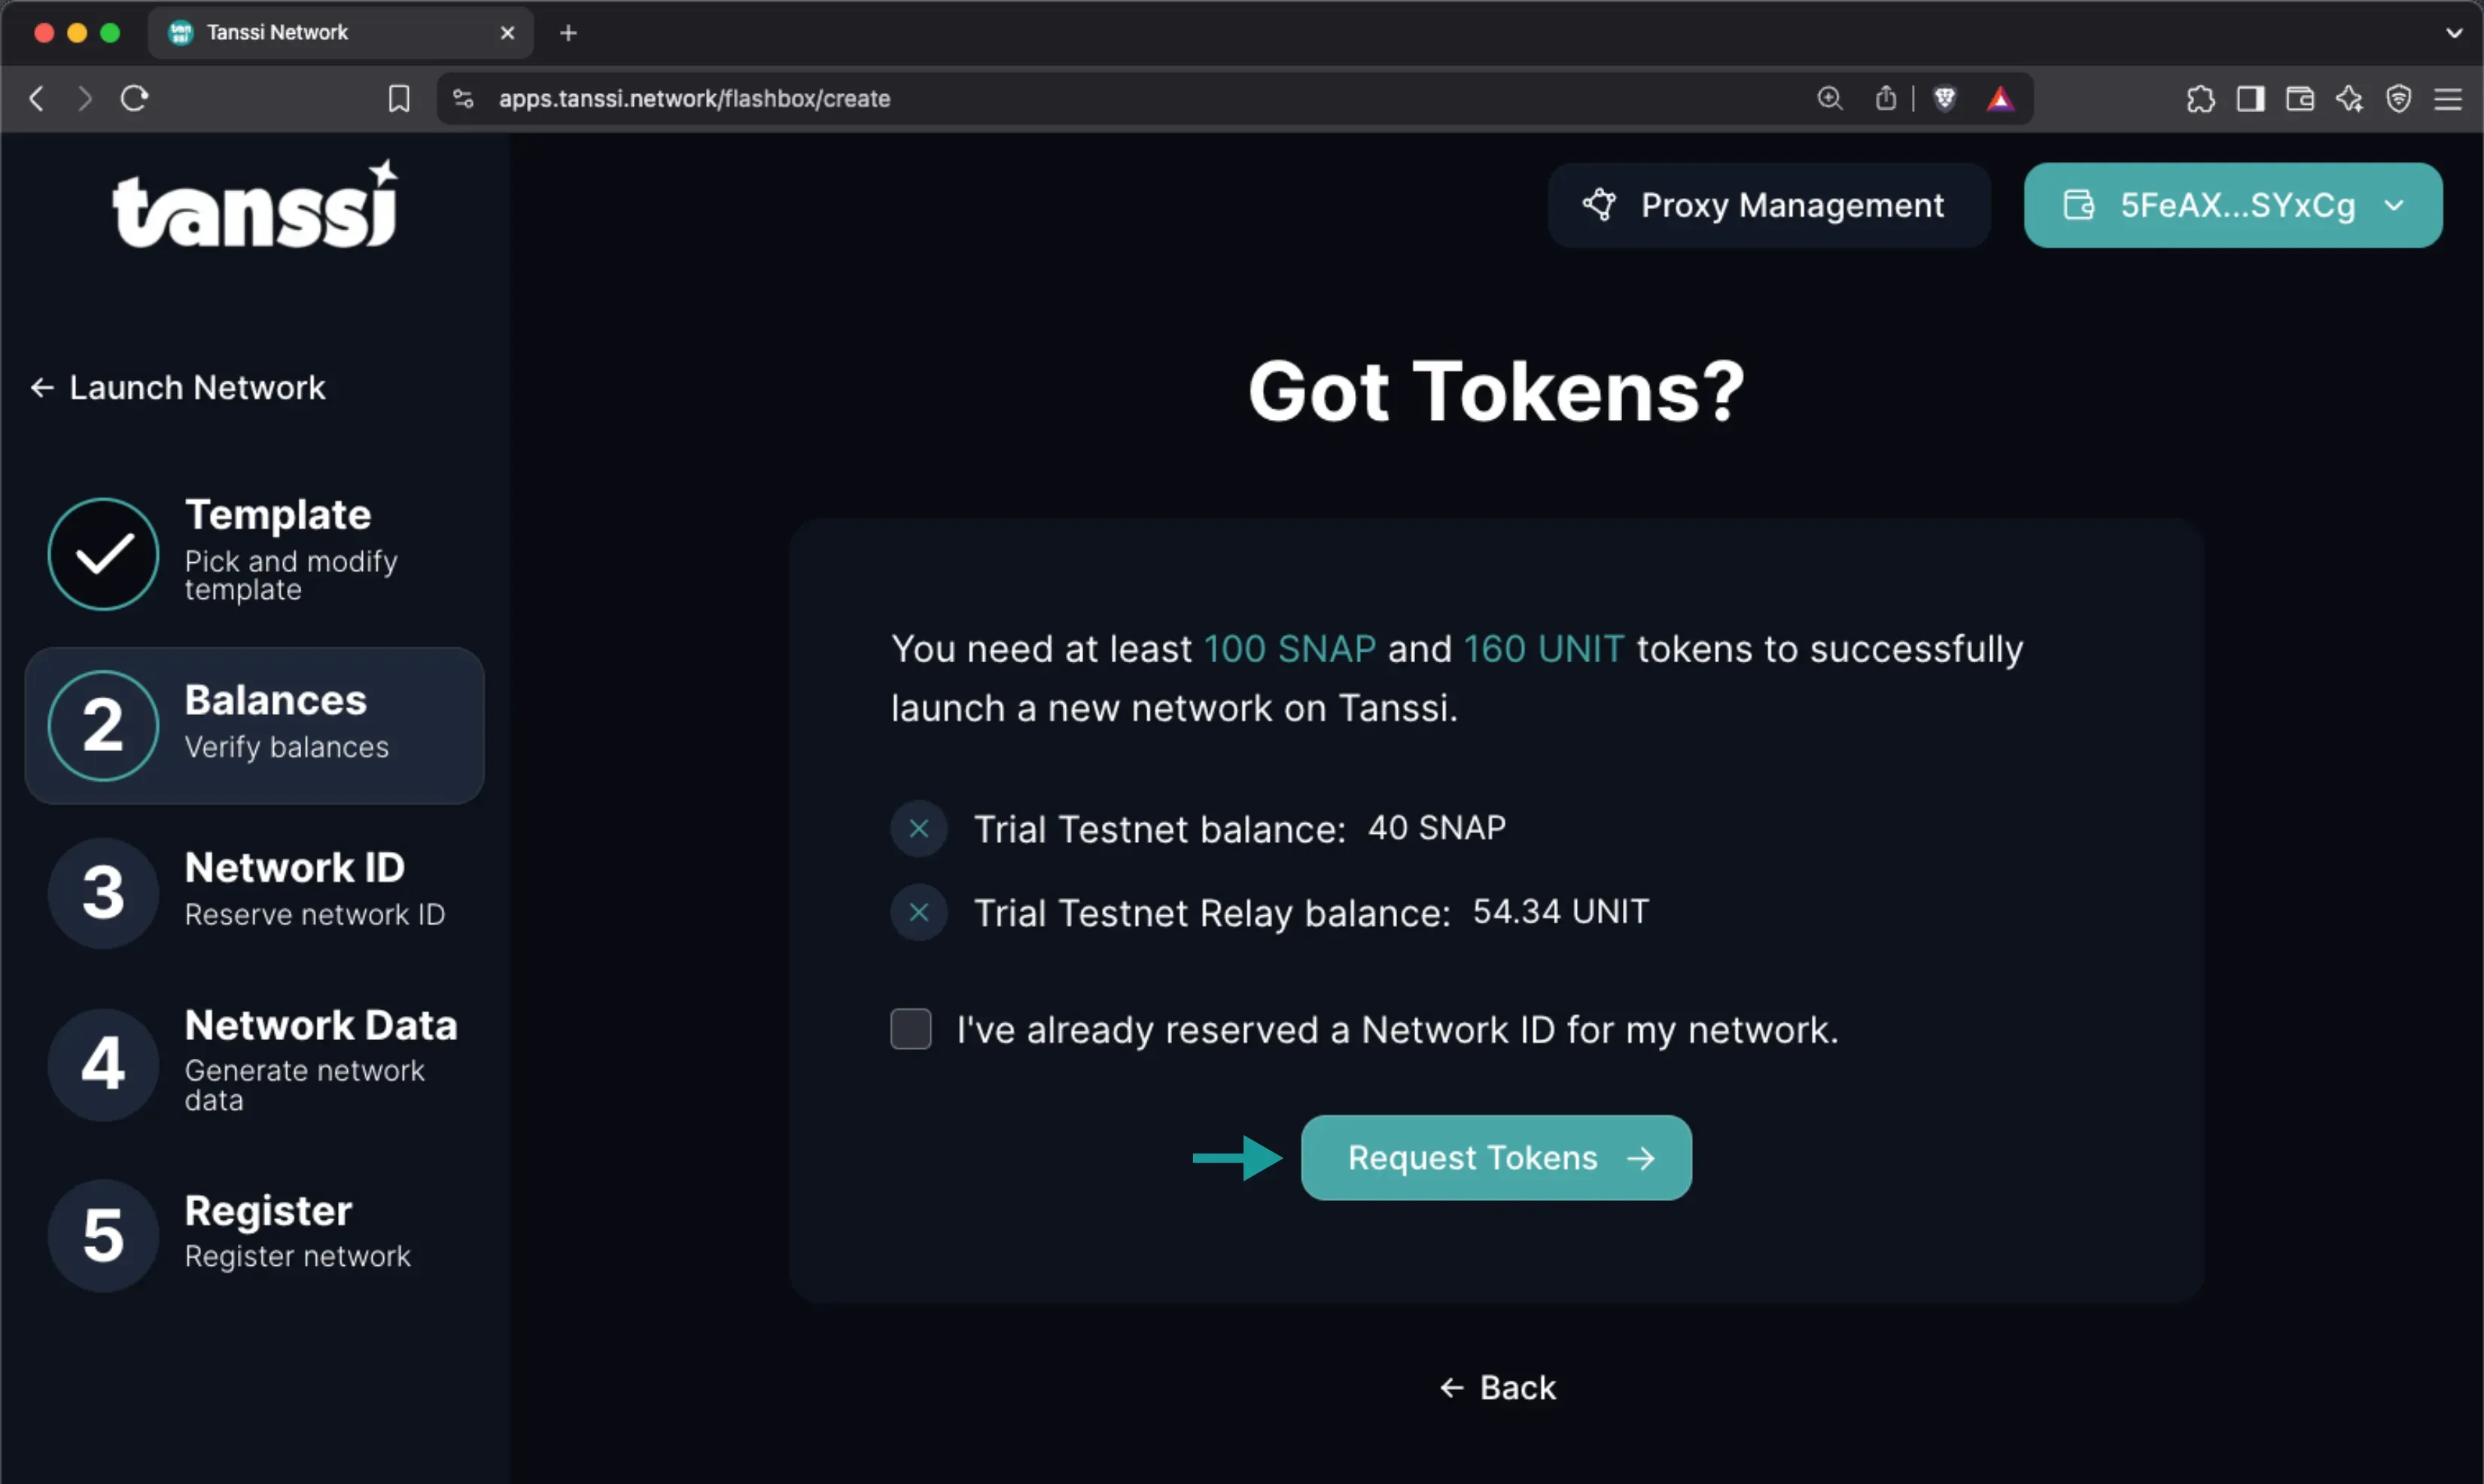 Tanssi Network
apps.tanssi.network/flashbox/create
tanssi
Proxy Management
5FeAX...SYxCg
← Launch Network
Template
Pick and modify
template
2
Balances
Verify balances
3
Network ID
Reserve network ID
4
Network Data
Generate network
data
5
Register
Register network
Got Tokens?
You need at least 100 SNAP and 160 UNIT tokens to successfully
launch a new network on Tanssi.
Trial Testnet balance: 40 SNAP
Trial Testnet Relay balance: 54.34 UNIT
I've already reserved a Network ID for my network.
Request Tokens →
← Back